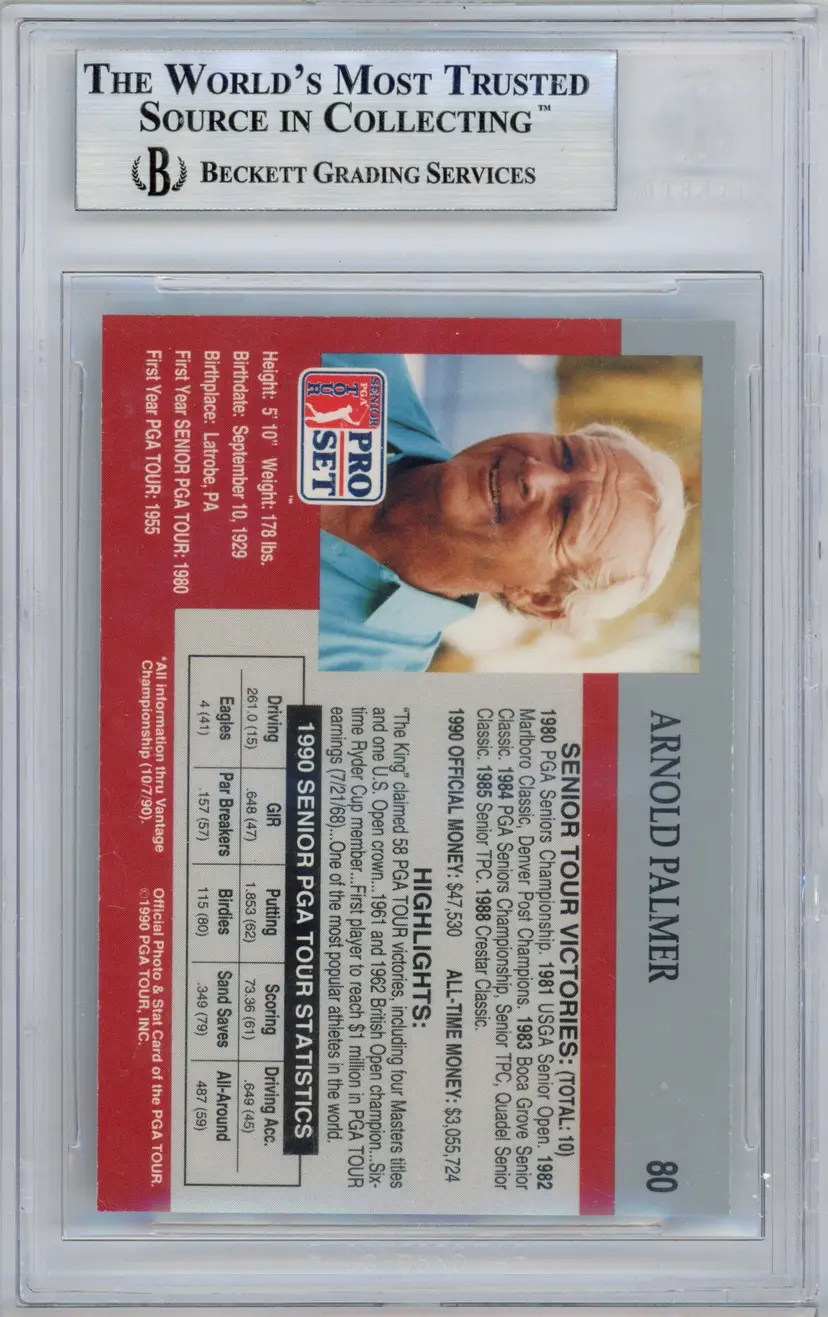 THE WORLD'S MOST TRUSTED
SOURCE IN COLLECTING™
B BECKETT GRADING SERVICES
ARNOLD PALMER 80
SENIOR TOUR VICTORIES: (TOTAL: 10)
1980 PGA Seniors Championship. 1981 USGA Senior Open. 1982
Marlboro Classic, Denver Post Champions. 1983 Boca Grove Senior
Classic. 1984 PGA Seniors Championship, Senior TPC, Quadel Senior
Classic. 1985 Senior TPC. 1988 Crestar Classic.
1990 OFFICIAL MONEY: $47,530 ALL-TIME MONEY: $3,055,724
HIGHLIGHTS:
"The King" claimed 58 PGA TOUR victories, including four Masters titles
and one U.S. Open crown...1961 and 1962 British Open champion...Six-
time Ryder Cup member...First player to reach $1 million in PGA TOUR
earnings (7/21/68)...One of the most popular athletes in the world.
SENIOR
PGA
TOUR
PRO
SET
™
Height: 5' 10" Weight: 178 lbs.
Birthdate: September 10, 1929
Birthplace: Latrobe, PA
First Year SENIOR PGA TOUR: 1980
First Year PGA TOUR: 1955
1990 SENIOR PGA TOUR STATISTICS
Driving GIR Putting Scoring Driving Acc.
261.0 (15) .648 (47) 1.853 (62) 73.36 (61) .649 (45)
Eagles Par Breakers Birdies Sand Saves All-Around
4 (41) .157 (57) 115 (80) .349 (79) 487 (59)
*All information thru Vantage
Championship (10/7/90).
Official Photo & Stat Card of the PGA TOUR.
©1990 PGA TOUR, INC.